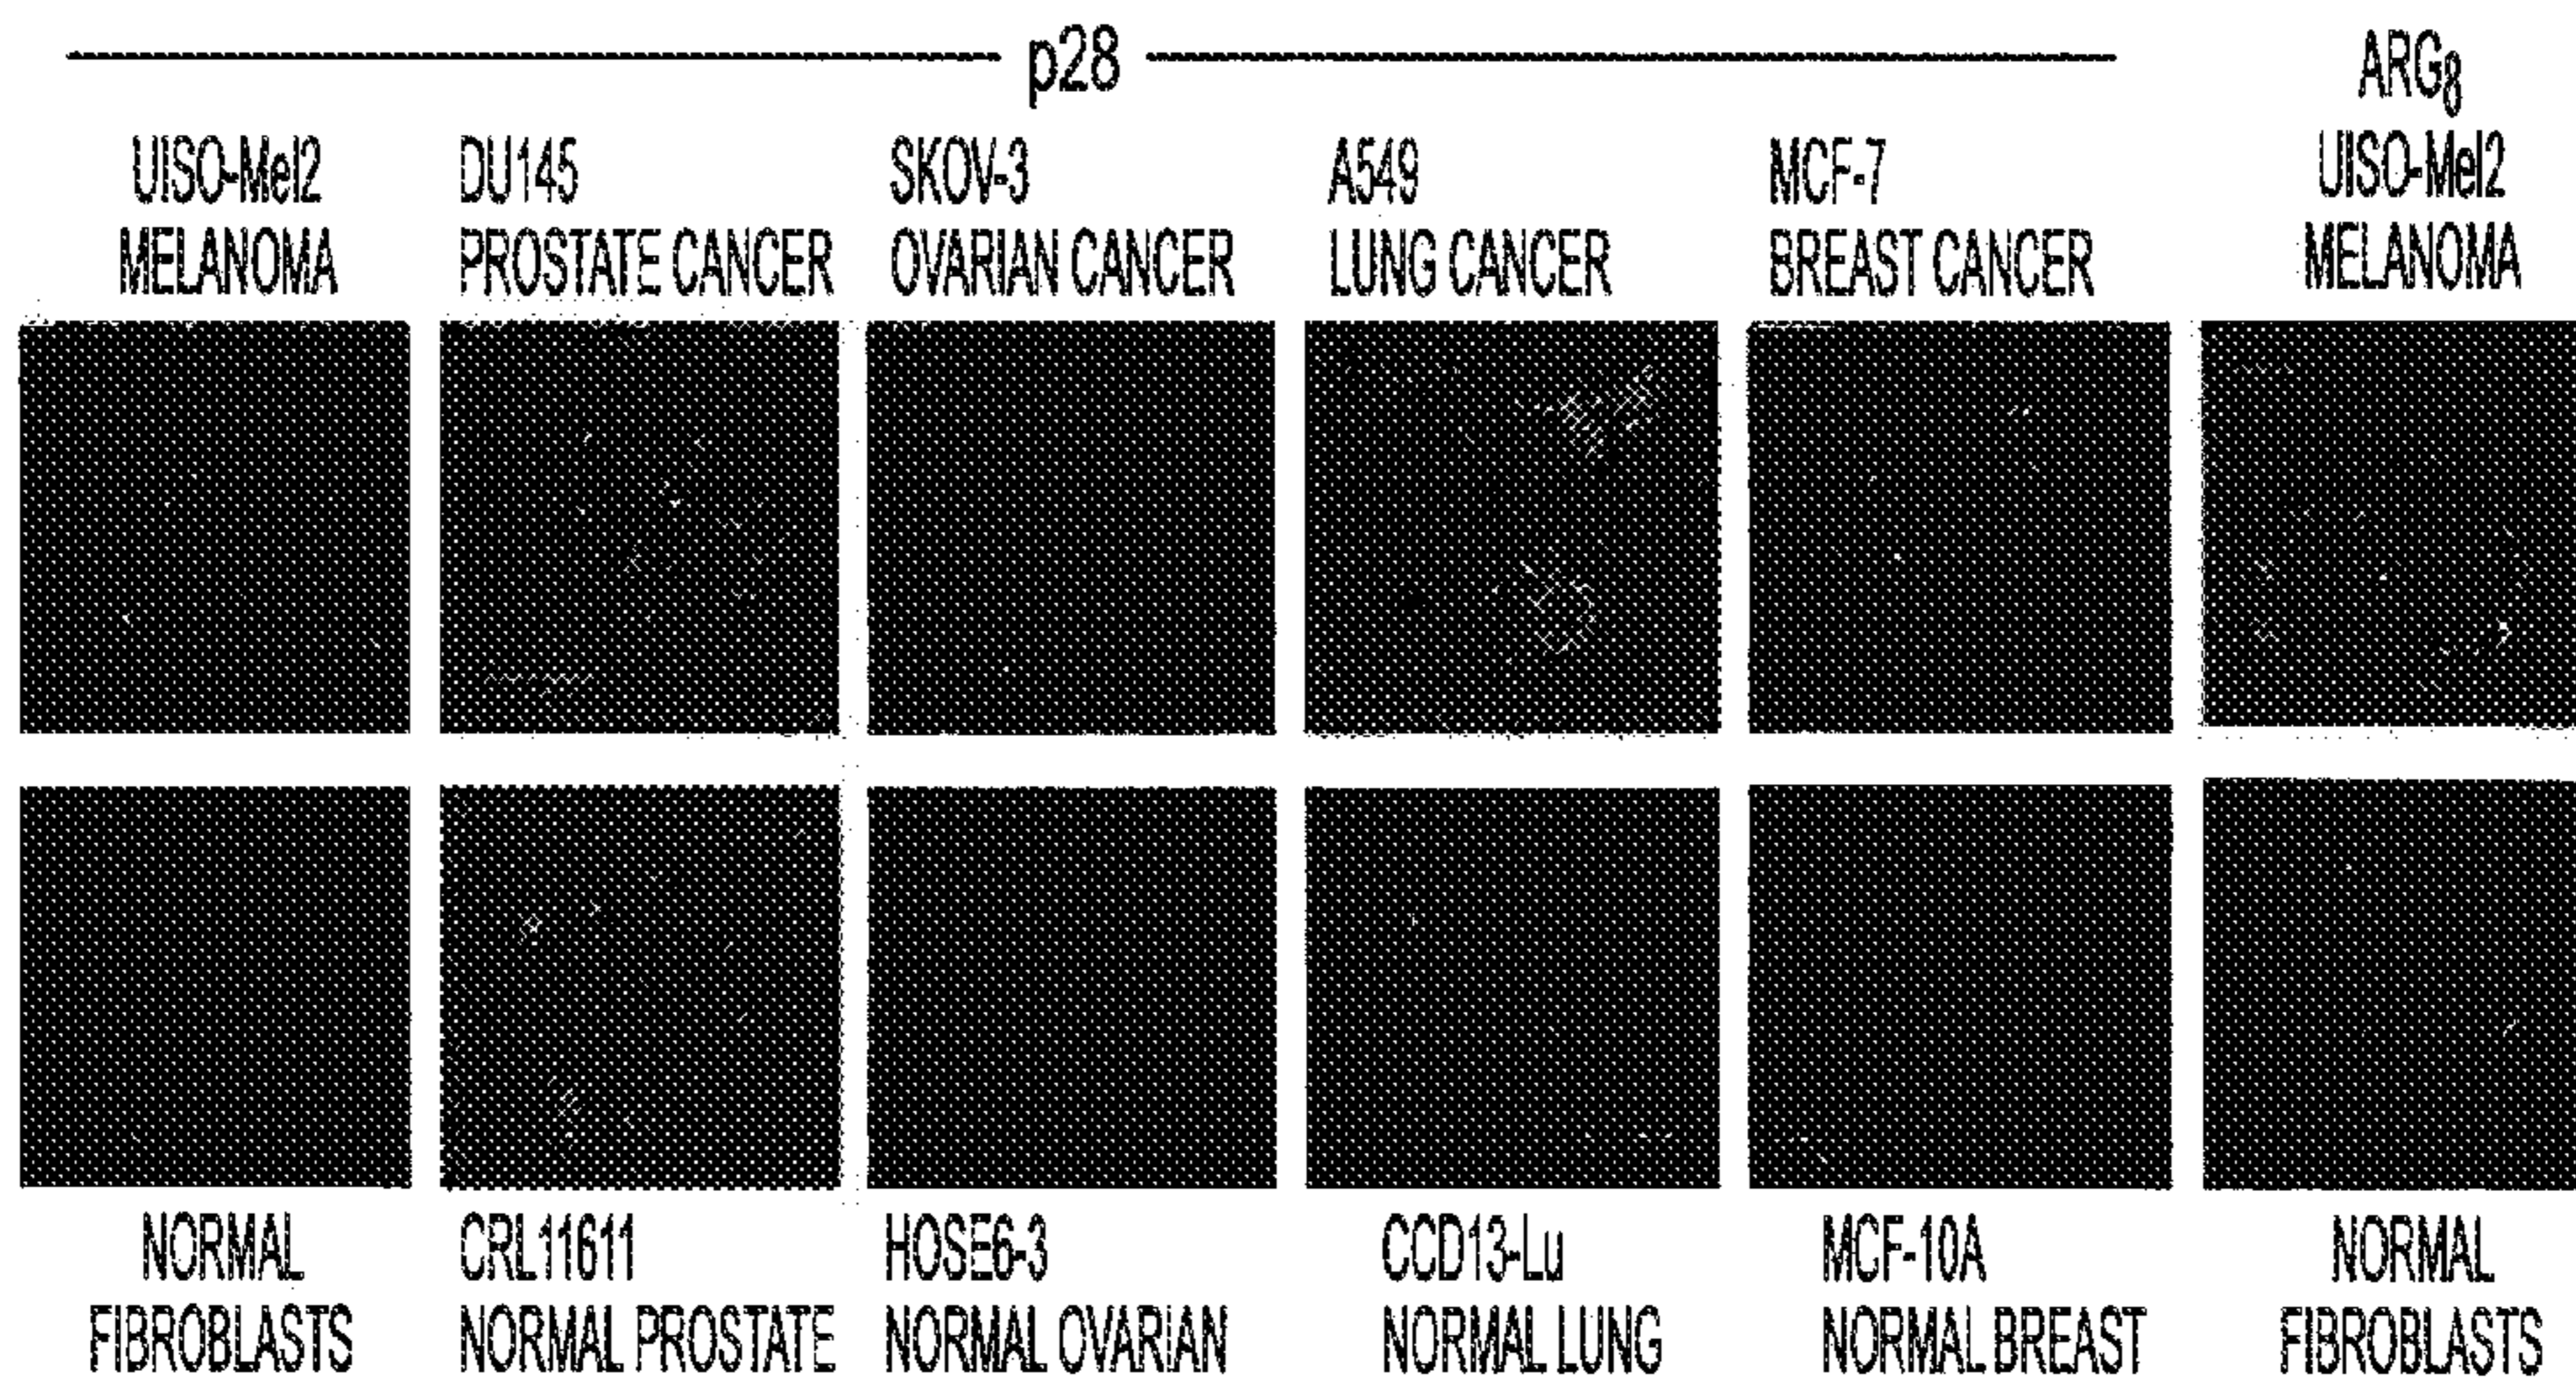 p28
ARG8
UISO-Mel2
MELANOMA
DU145
PROSTATE CANCER
SKOV-3
OVARIAN CANCER
A549
LUNG CANCER
MCF-7
BREAST CANCER
UISO-Mel2
MELANOMA
NORMAL
FIBROBLASTS
CRL11611
NORMAL PROSTATE
HOSE6-3
NORMAL OVARIAN
CCD13-Lu
NORMAL LUNG
MCF-10A
NORMAL BREAST
NORMAL
FIBROBLASTS